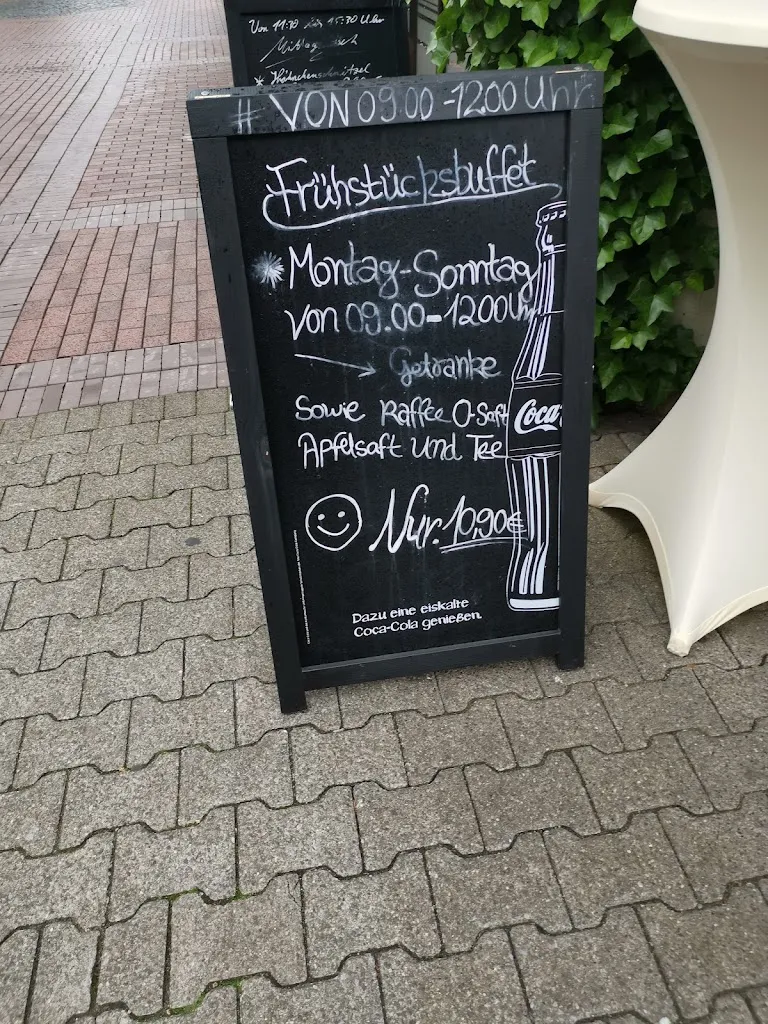 Von 11:30 bis 15:30 Uhr
Mittagstisch
* Hähnchenschnitzel
# VON 09.00-12.00 Uhr
Frühstücksbuffet
* Montag-Sonntag
von 09.00-12.00 Uhr
→ Getränke
Sowie Kaffee O-Saft
Apfelsaft und Tee
Coca
Nur 10,90€
Dazu eine eiskalte
Coca-Cola genießen.